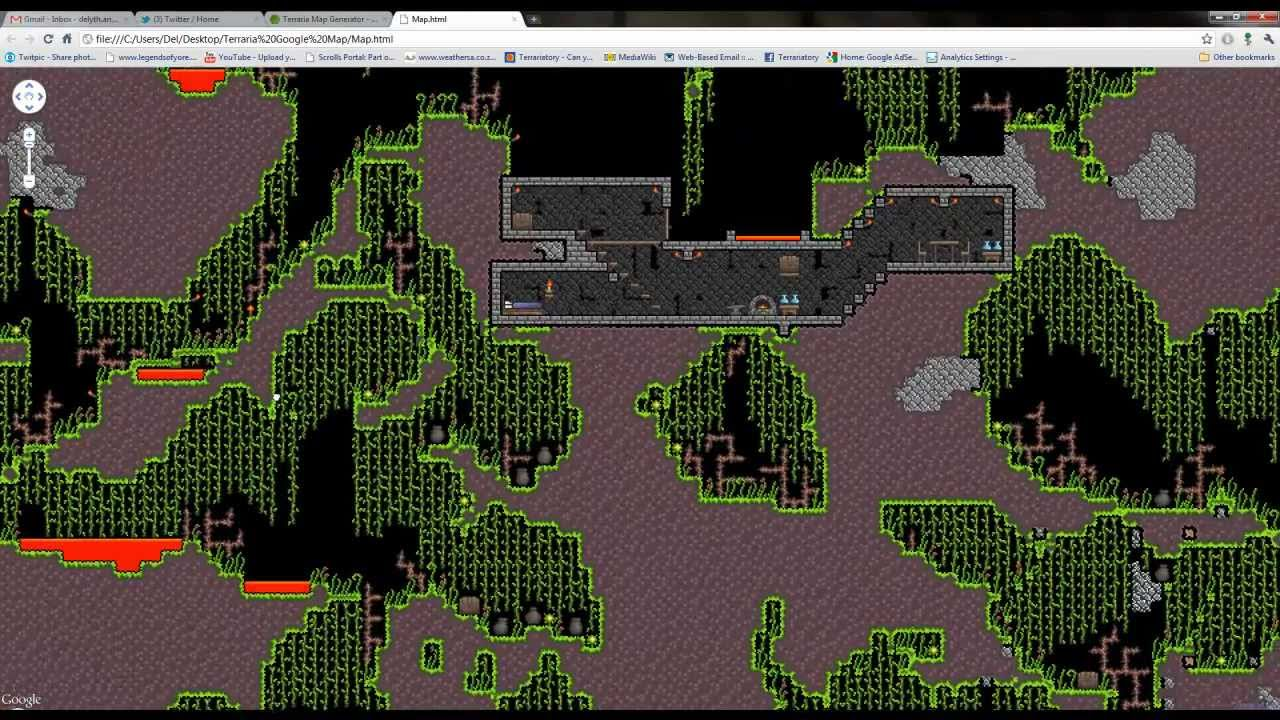 Gmail - Inbox - delyth.an...
(3) Twitter / Home
Terraria Map Generator - ...
Map.html
file:///C:/Users/Del/Desktop/Terraria%20Google%20Map/Map.html
Twitpic - Share phot...
www.legendsofyore....
YouTube - Upload y...
Scrolls Portal: Part o...
www.weathersa.co.z...
Terrariatory - Can y...
MediaWiki
Web-Based Email :: ...
Terrariatory
Home: Google AdSe...
Analytics Settings - ...
Other bookmarks
Google